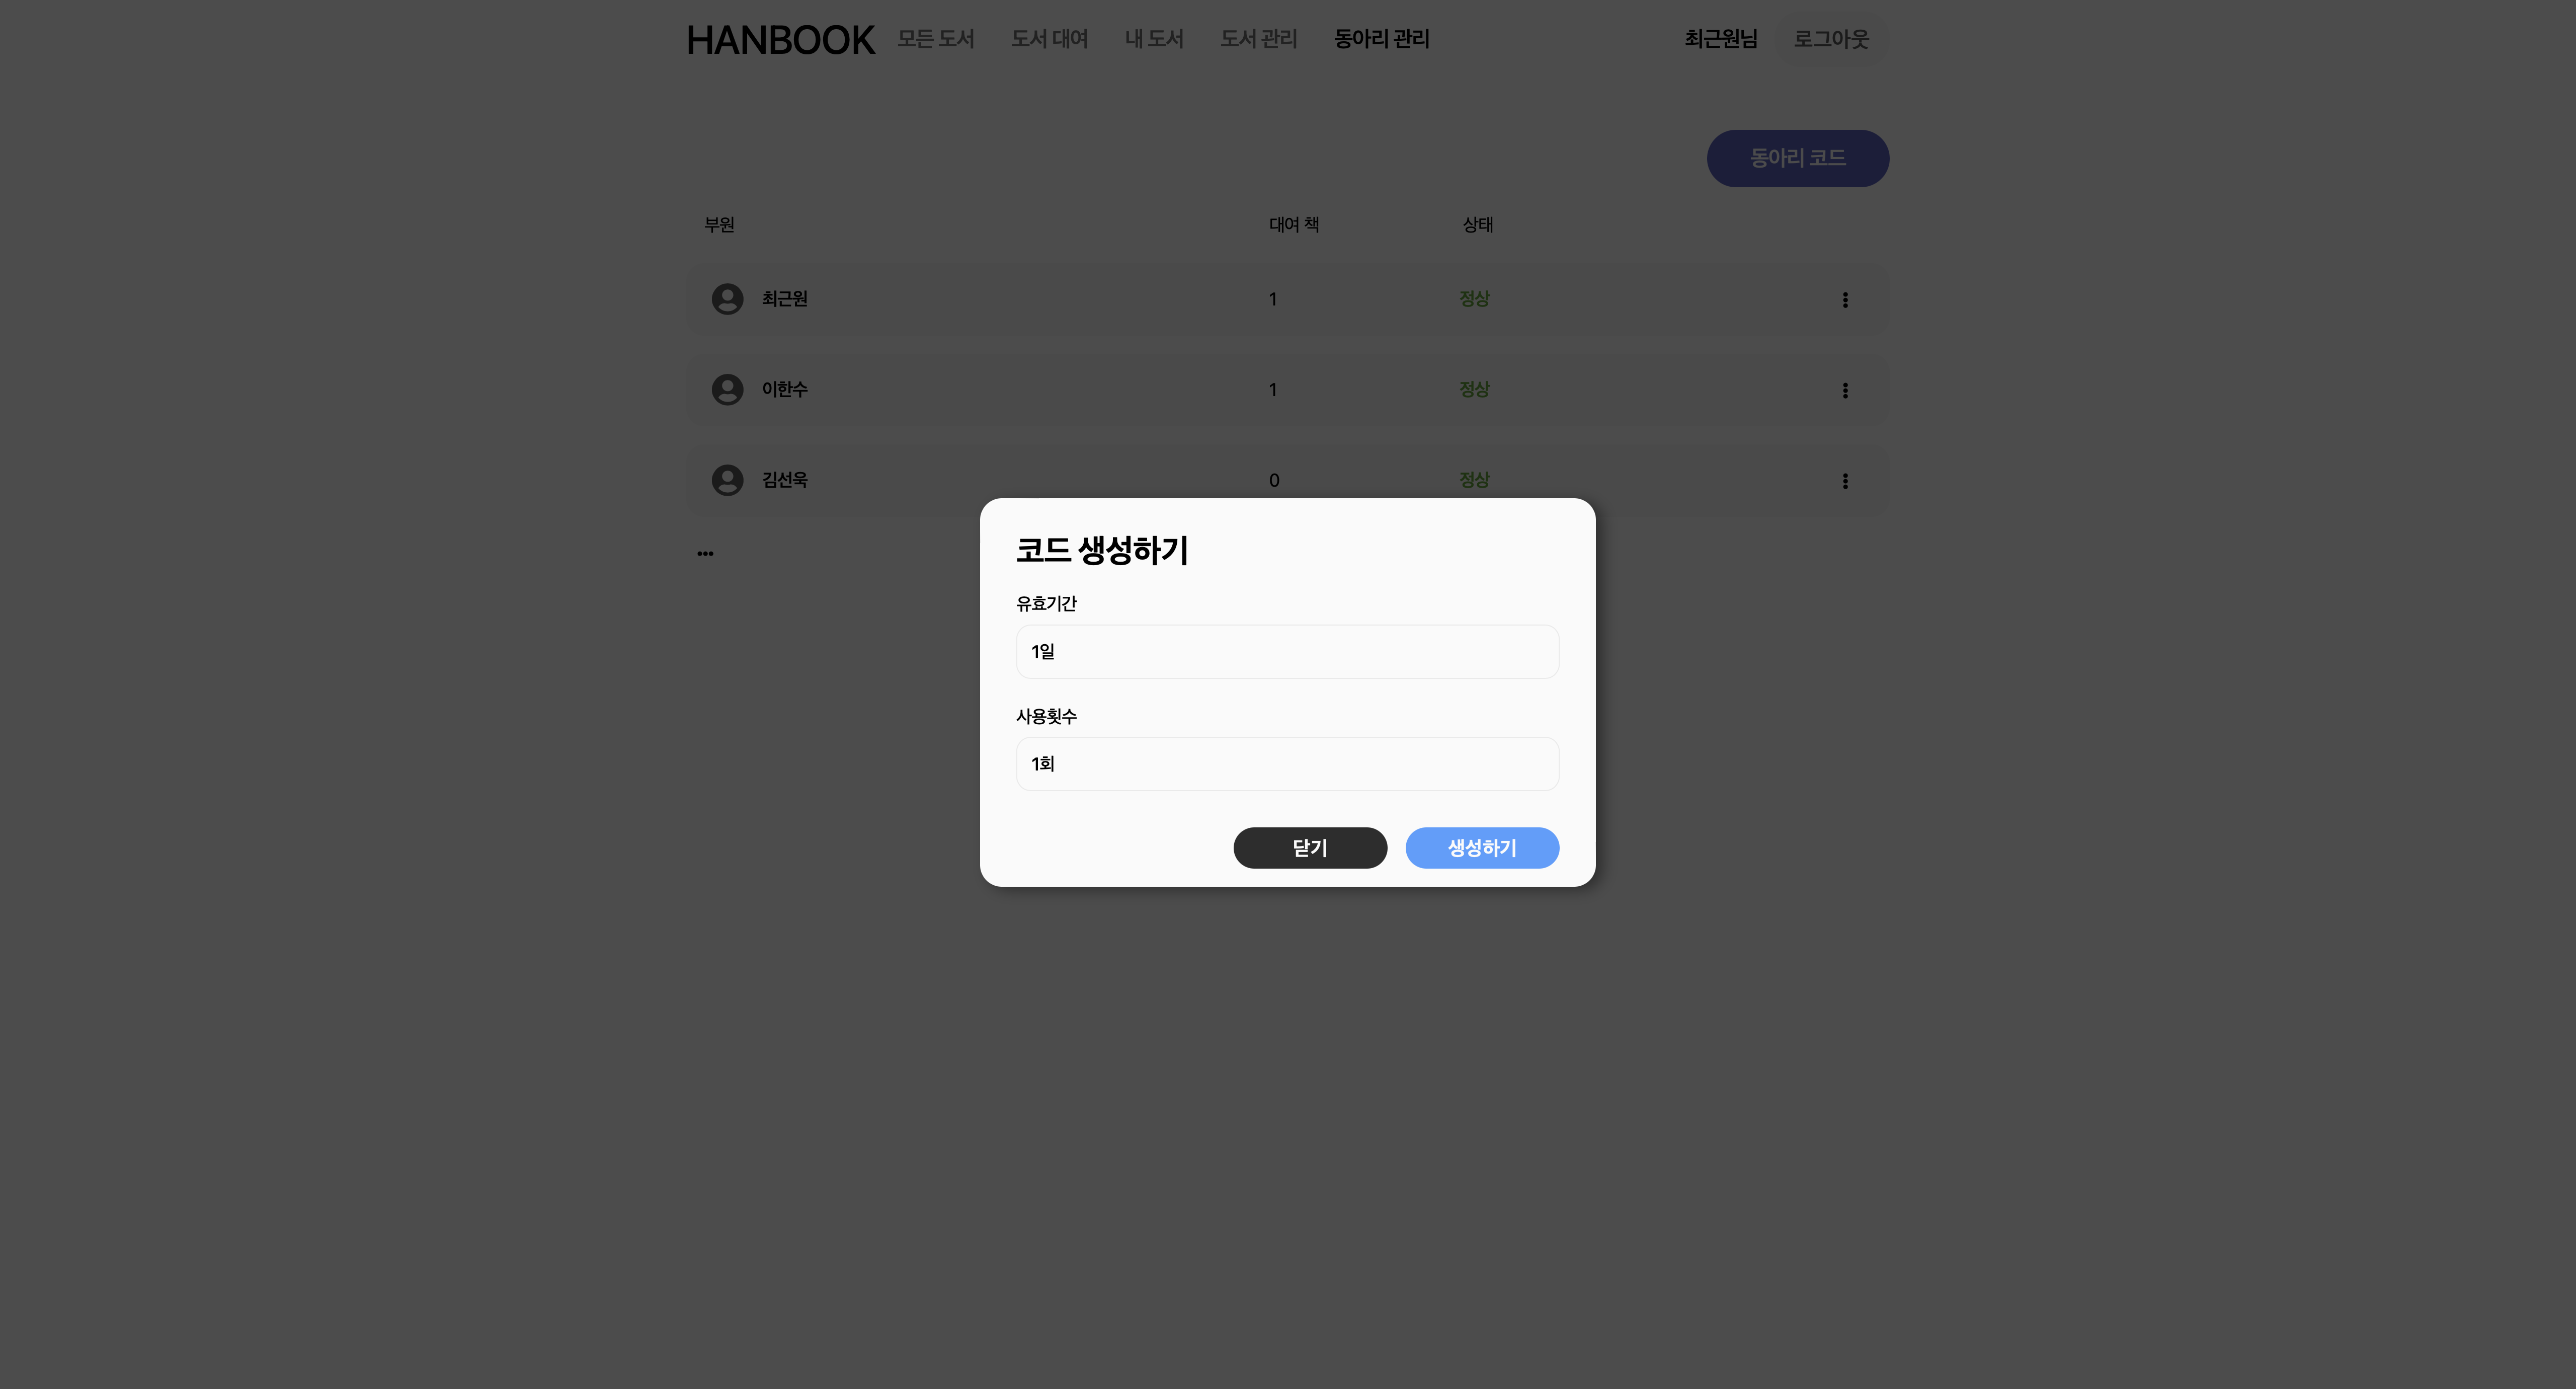 HANBOOK 모든 도서 도서 대여 내 도서 도서 관리 동아리 관리 최근원님 로그아웃
동아리 코드
부원 대여 책 상태
최근원 1 정상
이한수 1 정상
김선욱 0 정상
코드 생성하기
유효기간
1일
사용횟수
1회
닫기 생성하기